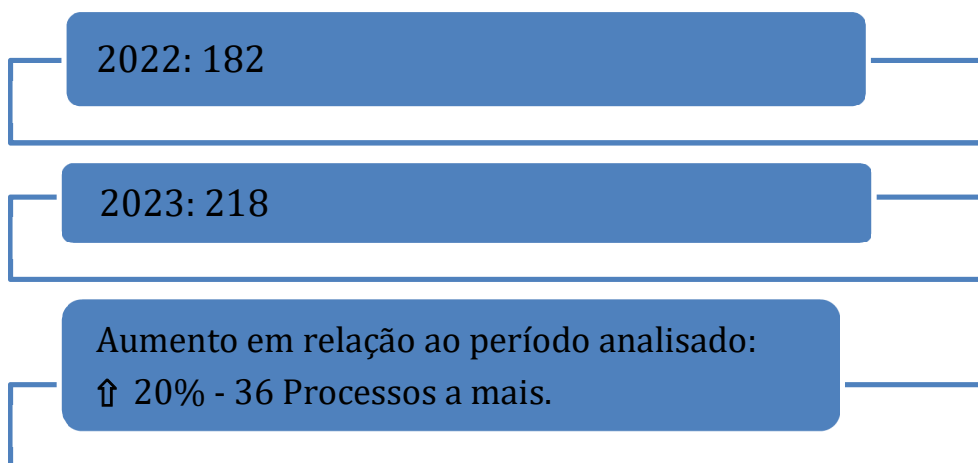 2022: 182
2023: 218
Aumento em relação ao período analisado:
⇧ 20% - 36 Processos a mais.